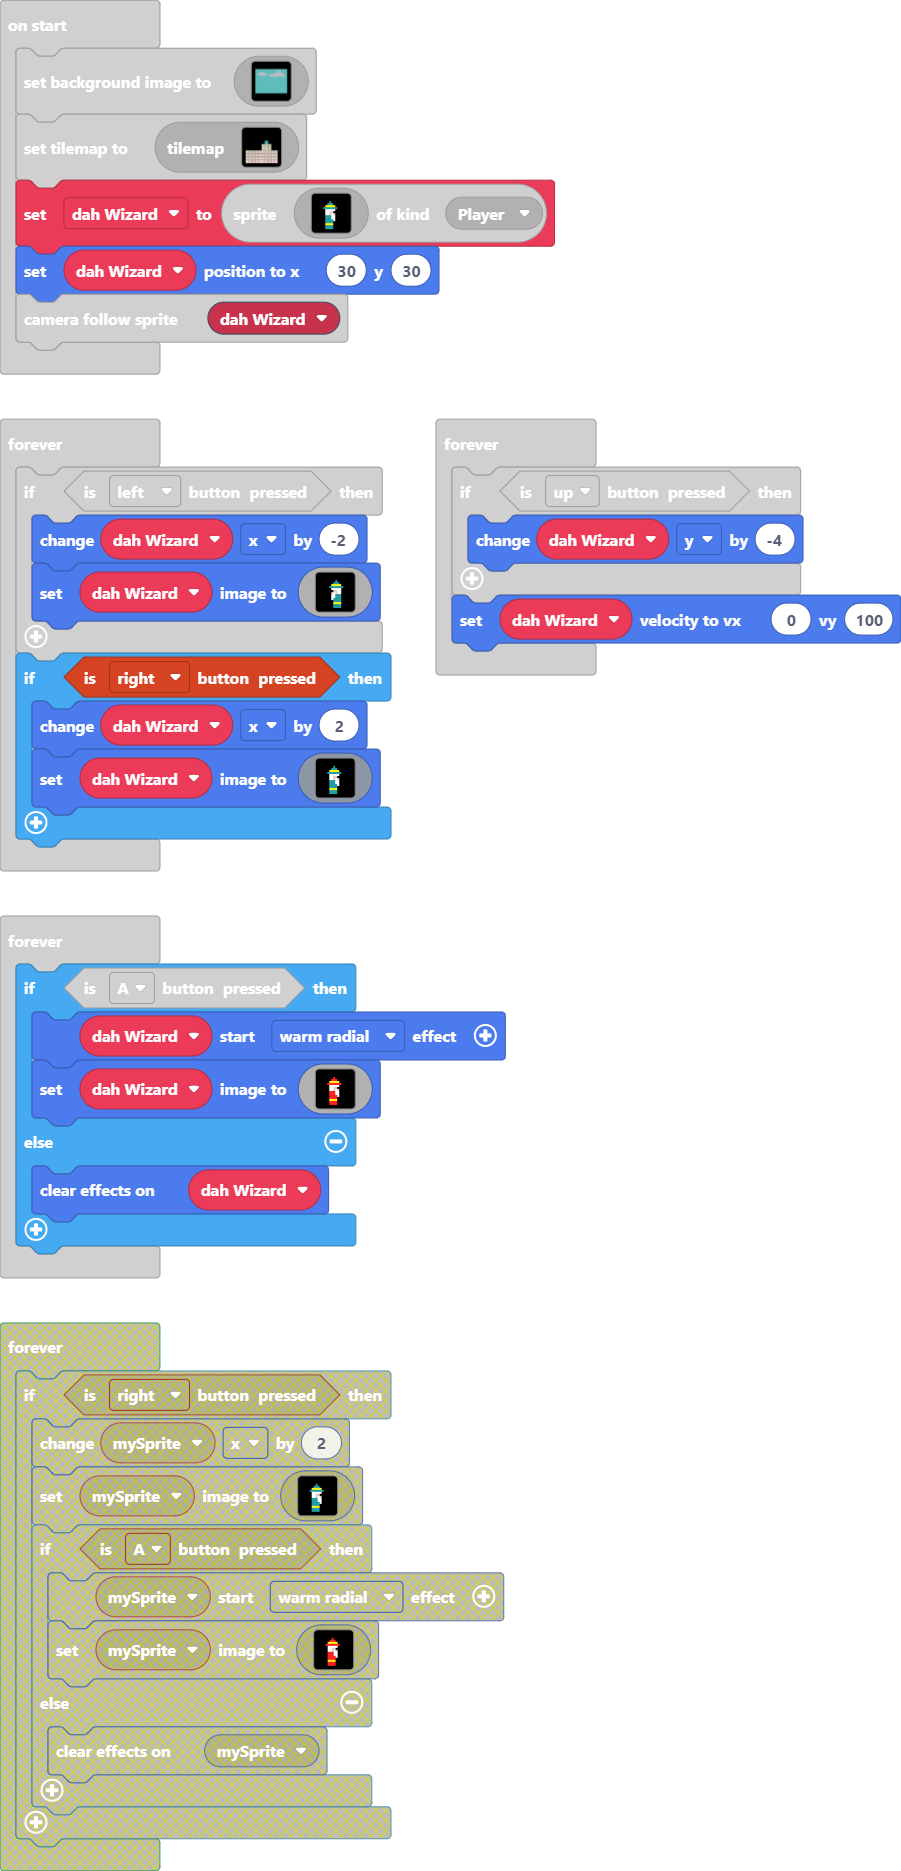 on start
set background image to
set tilemap to tilemap
set dah Wizard to sprite of kind Player
set dah Wizard position to x 30 y 30
camera follow sprite dah Wizard
forever
if is left button pressed then
change dah Wizard x by -2
set dah Wizard image to
if is right button pressed then
change dah Wizard x by 2
set dah Wizard image to
forever
if is up button pressed then
change dah Wizard y by -4
set dah Wizard velocity to vx 0 vy 100
forever
if is A button pressed then
dah Wizard start warm radial effect
set dah Wizard image to
else
clear effects on dah Wizard
forever
if is right button pressed then
change mySprite x by 2
set mySprite image to
if is A button pressed then
mySprite start warm radial effect
set mySprite image to
else
clear effects on mySprite